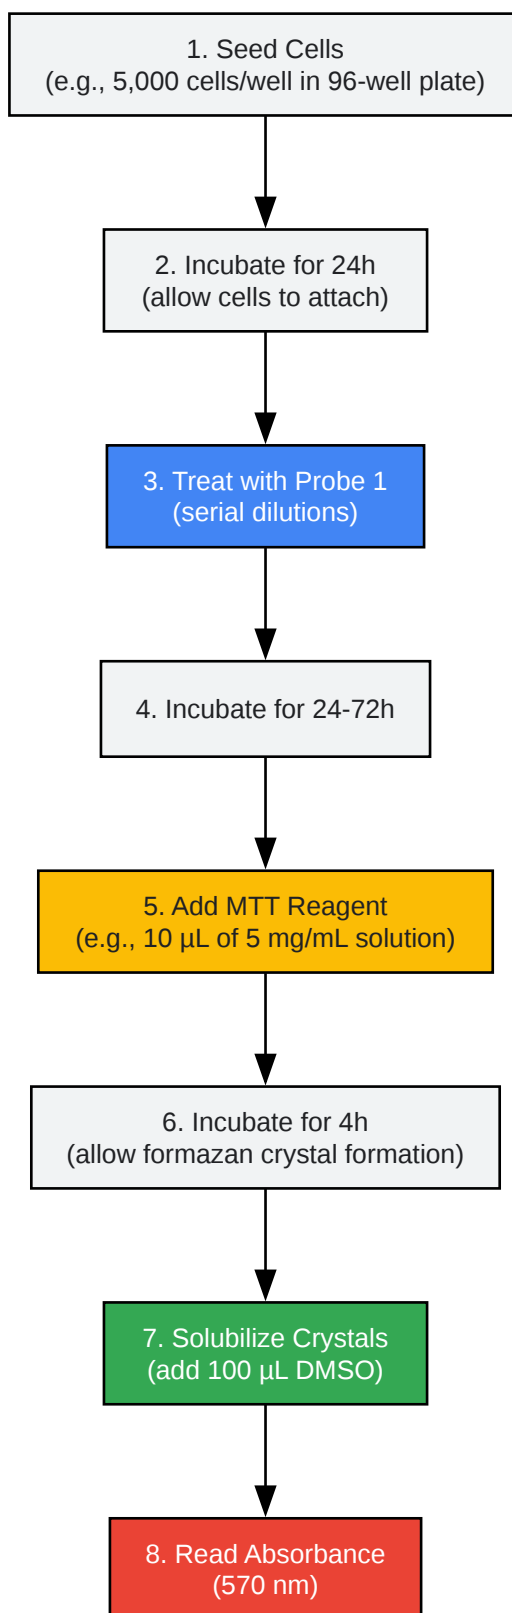 1. Seed Cells
(e.g., 5,000 cells/well in 96-well plate)
2. Incubate for 24h
(allow cells to attach)
3. Treat with Probe 1
(serial dilutions)
4. Incubate for 24-72h
5. Add MTT Reagent
(e.g., 10 µL of 5 mg/mL solution)
6. Incubate for 4h
(allow formazan crystal formation)
7. Solubilize Crystals
(add 100 µL DMSO)
8. Read Absorbance
(570 nm)